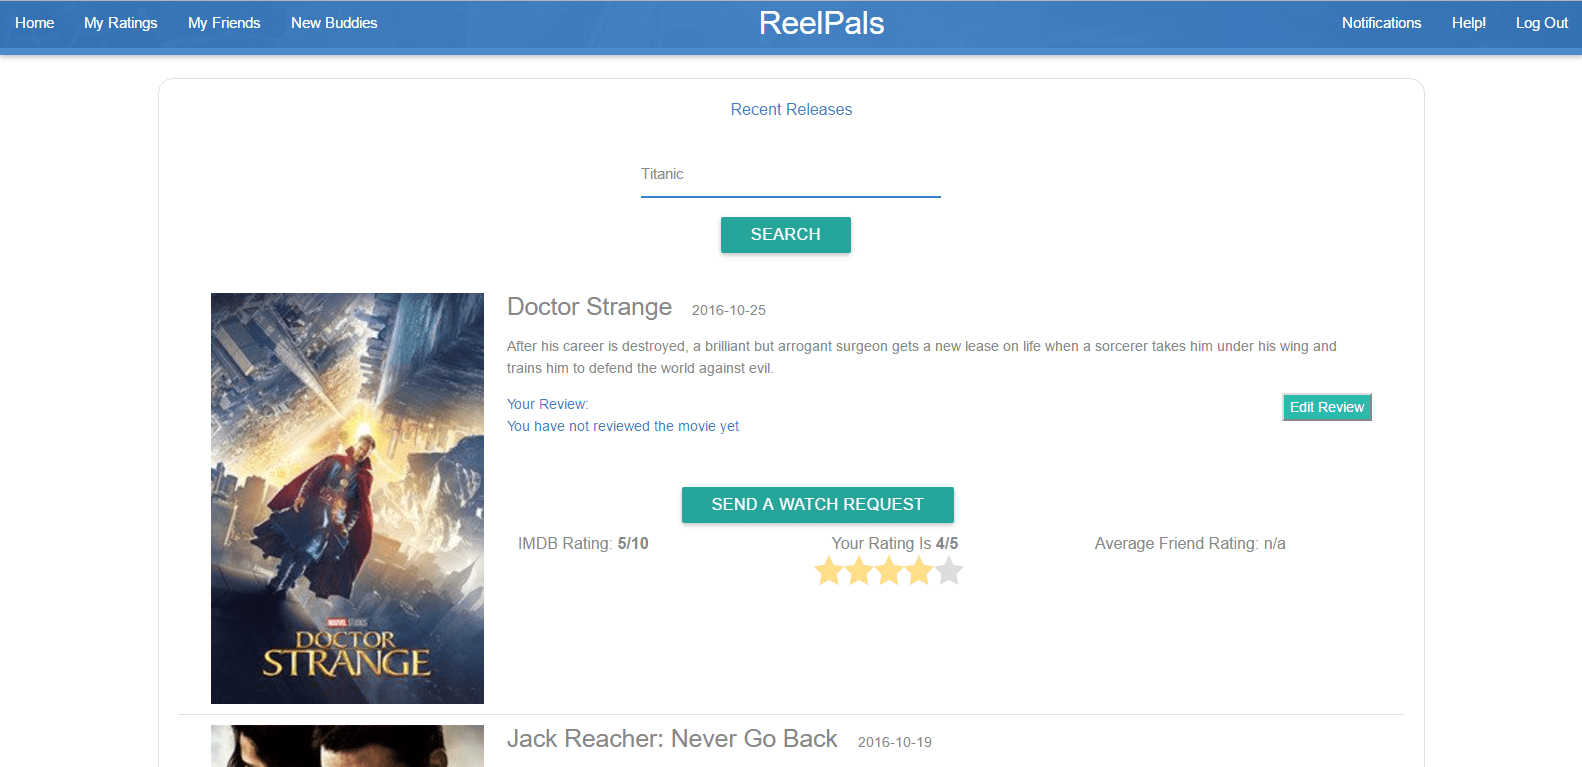 Home My Ratings My Friends New Buddies ReelPals Notifications Help! Log Out
Recent Releases
Titanic
SEARCH
Doctor Strange 2016-10-25
After his career is destroyed, a brilliant but arrogant surgeon gets a new lease on life when a sorcerer takes him under his wing and
trains him to defend the world against evil.
Your Review:
Edit Review
You have not reviewed the movie yet
SEND A WATCH REQUEST
IMDB Rating: 5/10 Your Rating Is 4/5 Average Friend Rating: n/a
MARVEL STUDIOS
DOCTOR
STRANGE
Jack Reacher: Never Go Back 2016-10-19